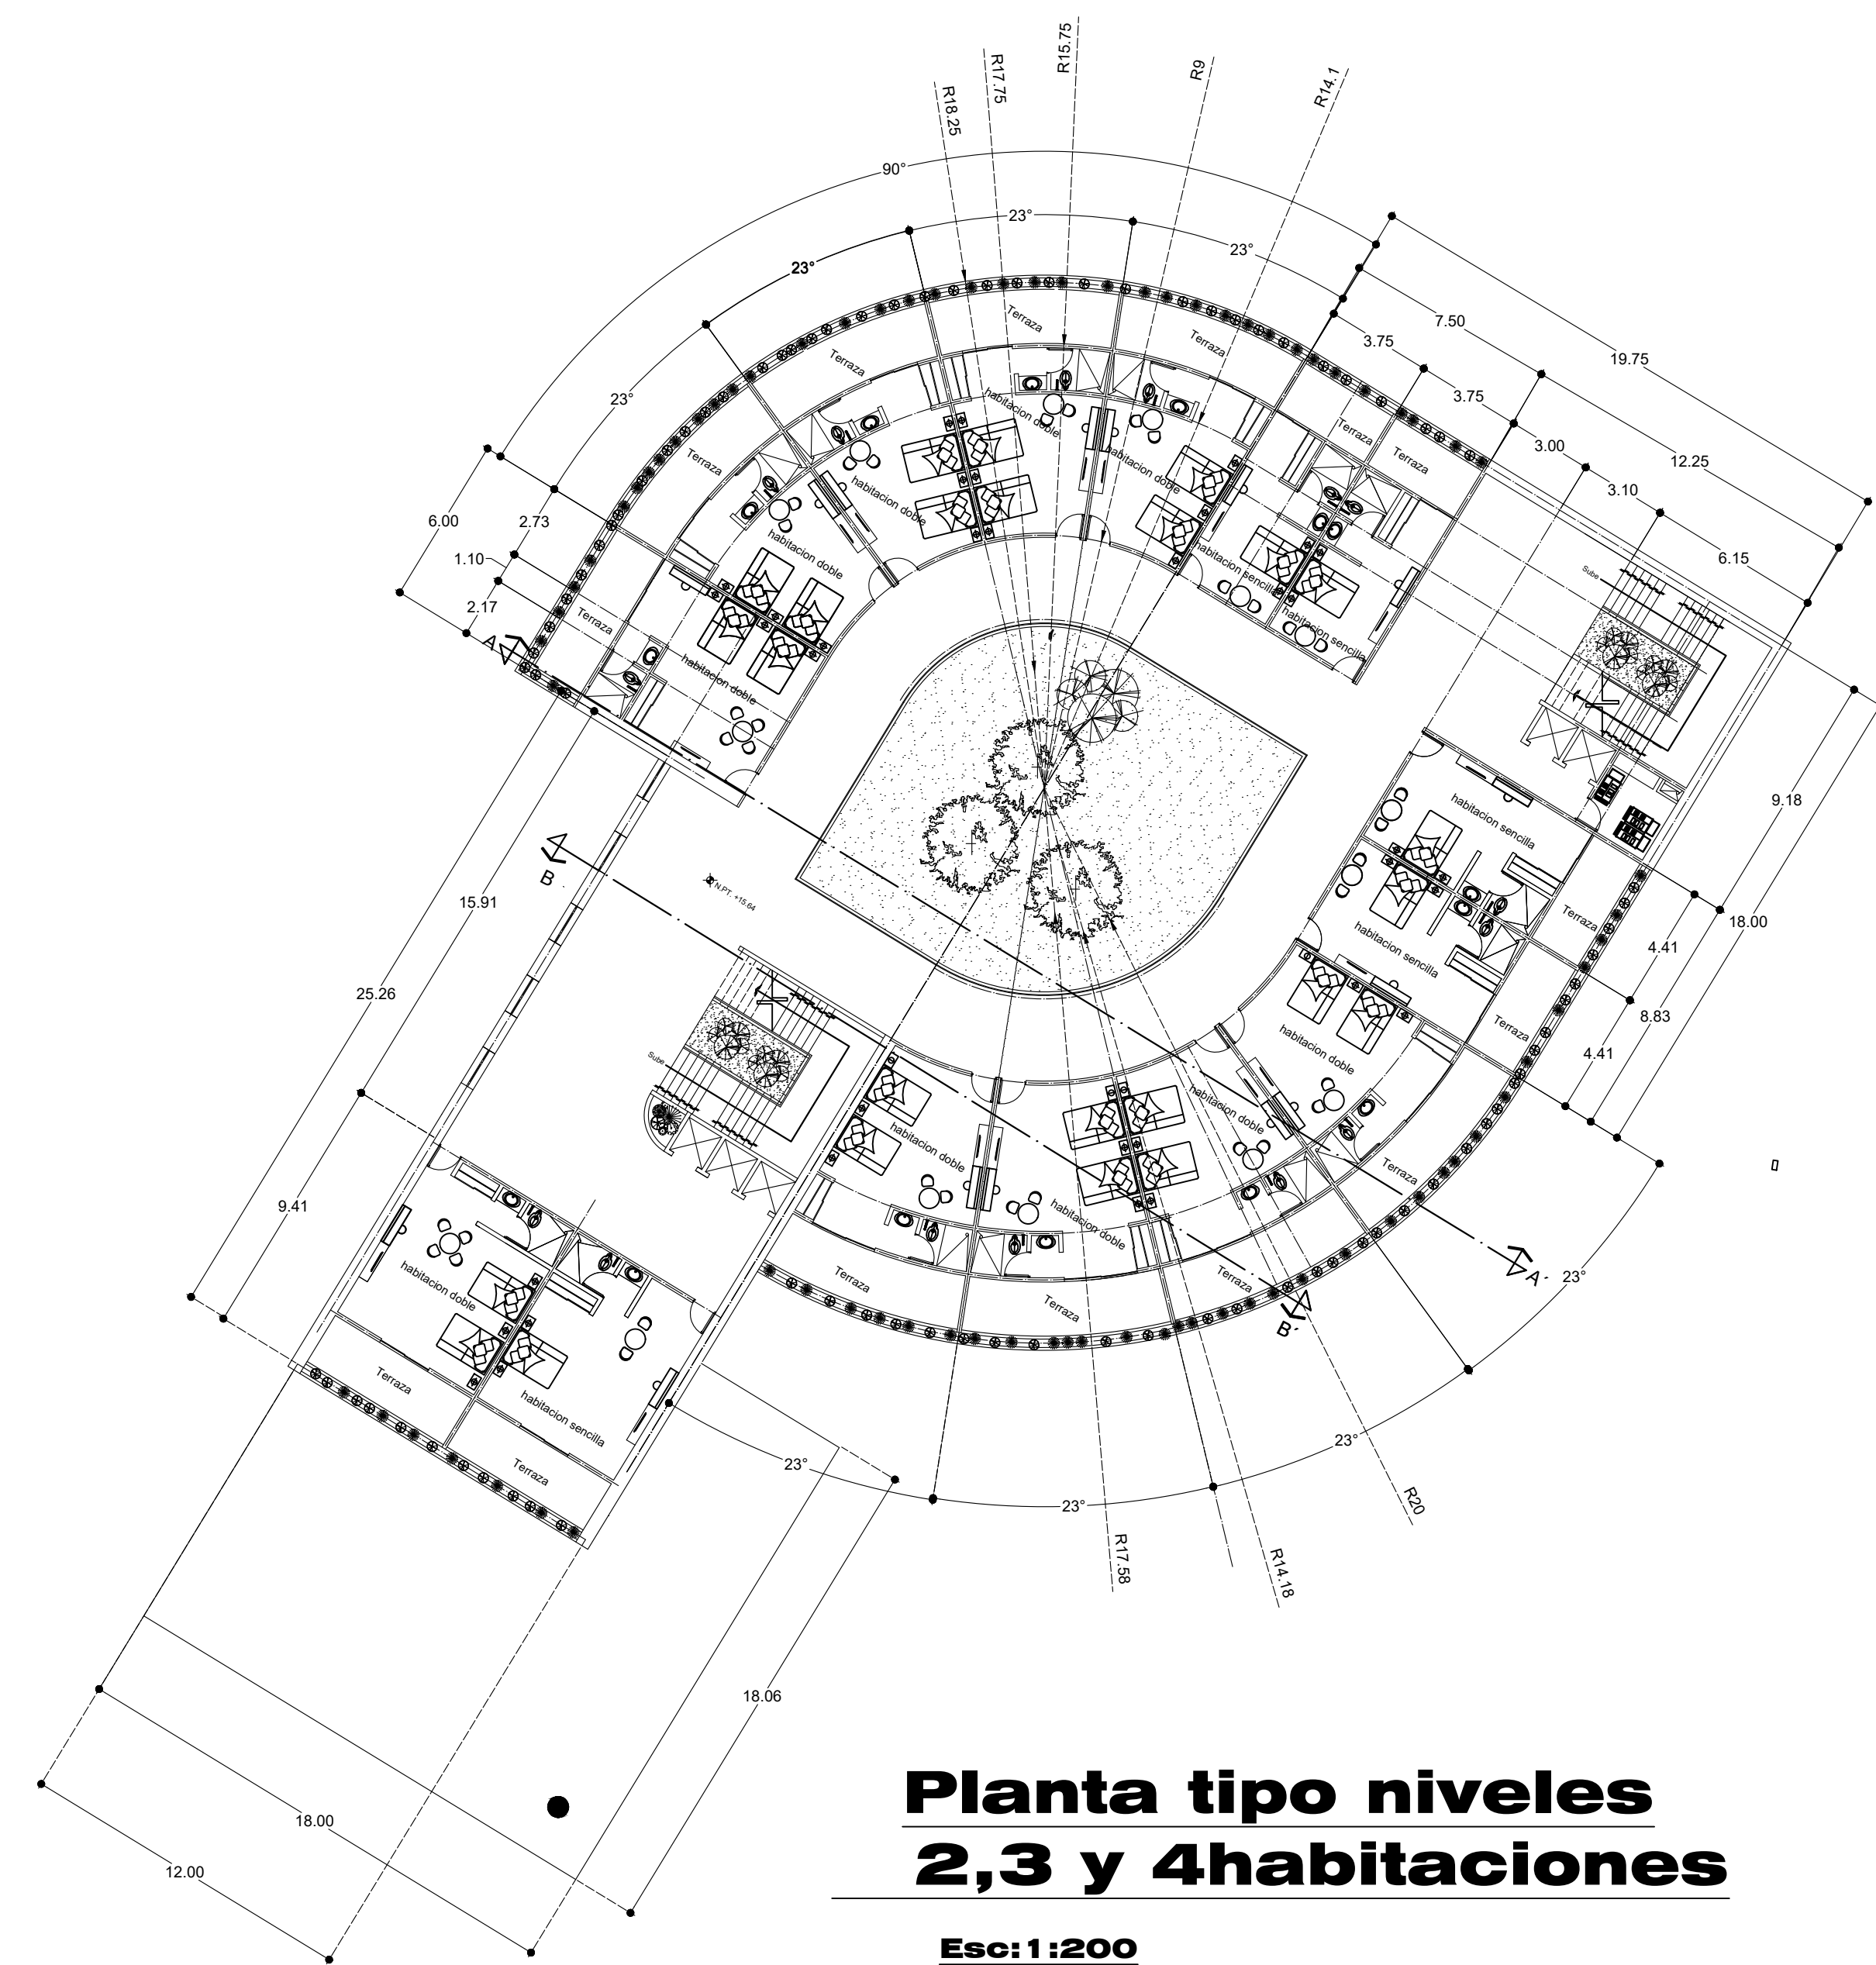 R18.25
R17.75
R15.75
R9
R14.1
90°
23°
23°
23°
23°
19.75
7.50
3.75
3.75
3.00
12.25
3.10
6.15
6.00
2.73
1.10
2.17
Terraza
Terraza
Terraza
Terraza
Terraza
Terraza
Terraza
habitacion doble
habitacion doble
habitacion doble
habitacion doble
habitacion doble
habitacion sencilla
habitacion sencilla
Sube
A
B
N.PT. +15.64
habitacion sencilla
habitacion sencilla
Terraza
Terraza
9.18
18.00
4.41
8.83
4.41
15.91
25.26
9.41
Sube
habitacion doble
habitacion doble
habitacion doble
habitacion doble
Terraza
Terraza
Terraza
Terraza
A´
B´
23°
23°
23°
23°
habitacion doble
habitacion sencilla
Terraza
Terraza
R20
R17.58
R14.18
18.06
18.00
12.00
Planta tipo niveles
2,3 y 4habitaciones
Esc:1:200